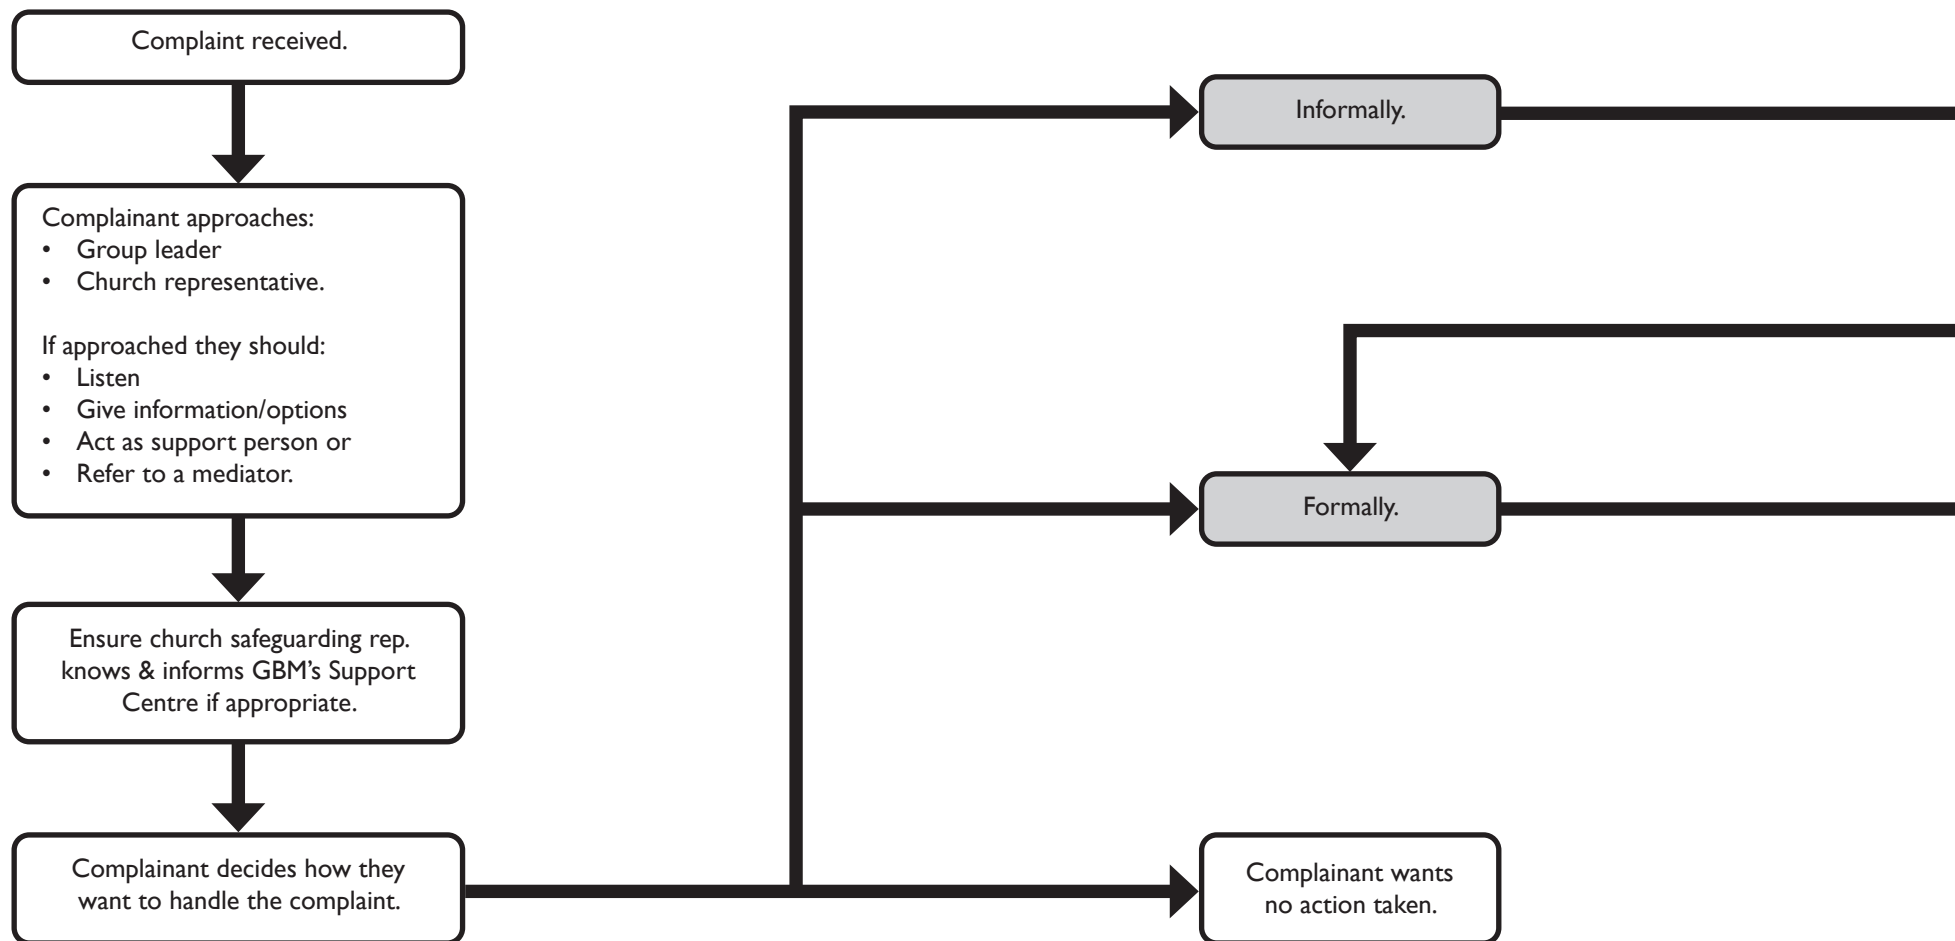 Complaint received.
Complainant approaches:
• Group leader
• Church representative.
If approached they should:
• Listen
• Give information/options
• Act as support person or
• Refer to a mediator.
Ensure church safeguarding rep.
knows & informs GBM’s Support
Centre if appropriate.
Complainant decides how they
want to handle the complaint.
Informally.
Formally.
Complainant wants
no action taken.